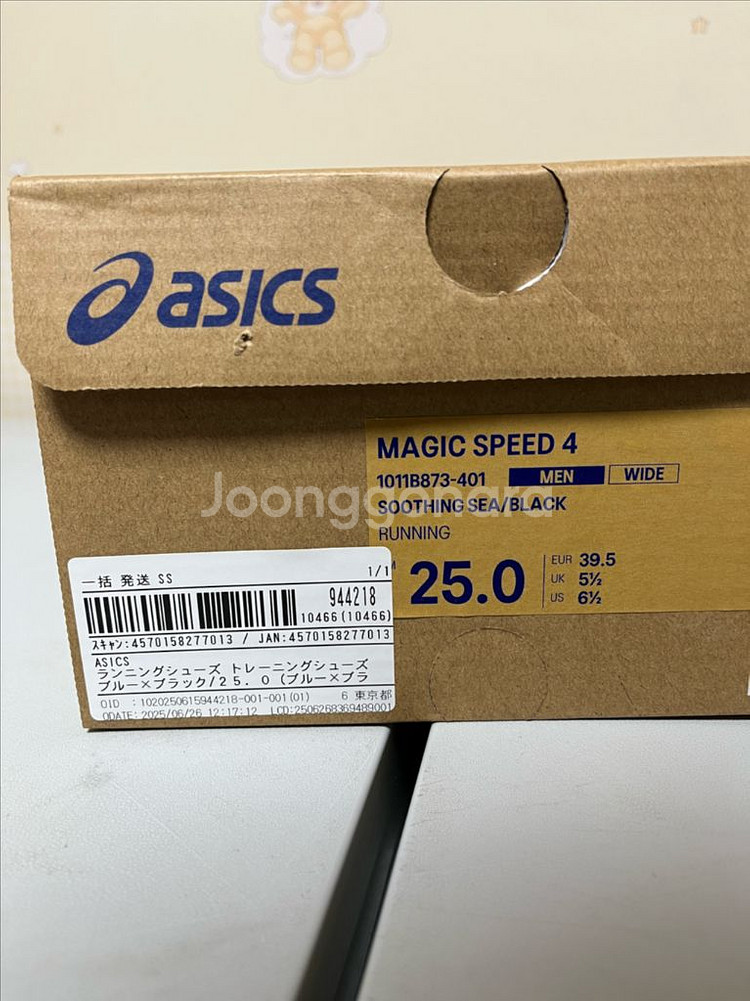 asics
MAGIC SPEED 4
1011B873-401 MEN WIDE
SOOTHING SEA/BLACK
RUNNING
25.0
EUR 39.5
UK 5½
US 6½
Joonggonara
一括 発送 SS 1/1
944218
10466(10466)
スキャン:4570158277013 / JAN:4570158277013
ASICS
ランニングシューズ トレーニングシューズ
ブルー×ブラック/25.0(ブルー×ブラ
OID :1020250615944218-001-001(01) 6 東京都
ODATE: 2025/06/26 12:17:12 LCD:2506268369489001